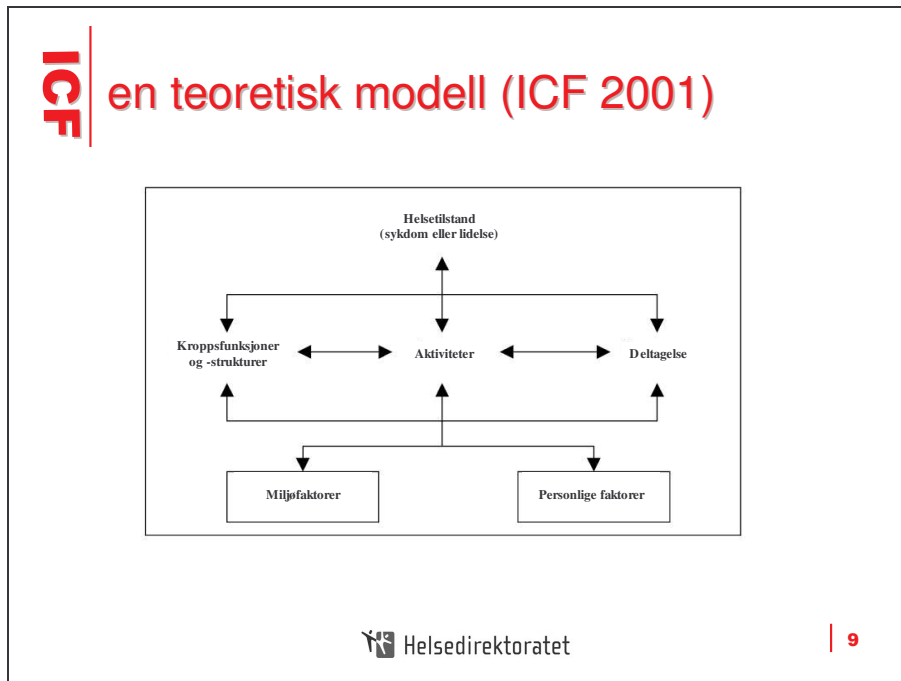 ICF
en teoretisk modell (ICF 2001)
Helsetilstand
(sykdom eller lidelse)
Kroppsfunksjoner
og -strukturer
Aktiviteter
Deltagelse
Miljøfaktorer
Personlige faktorer
Helsedirektoratet
9